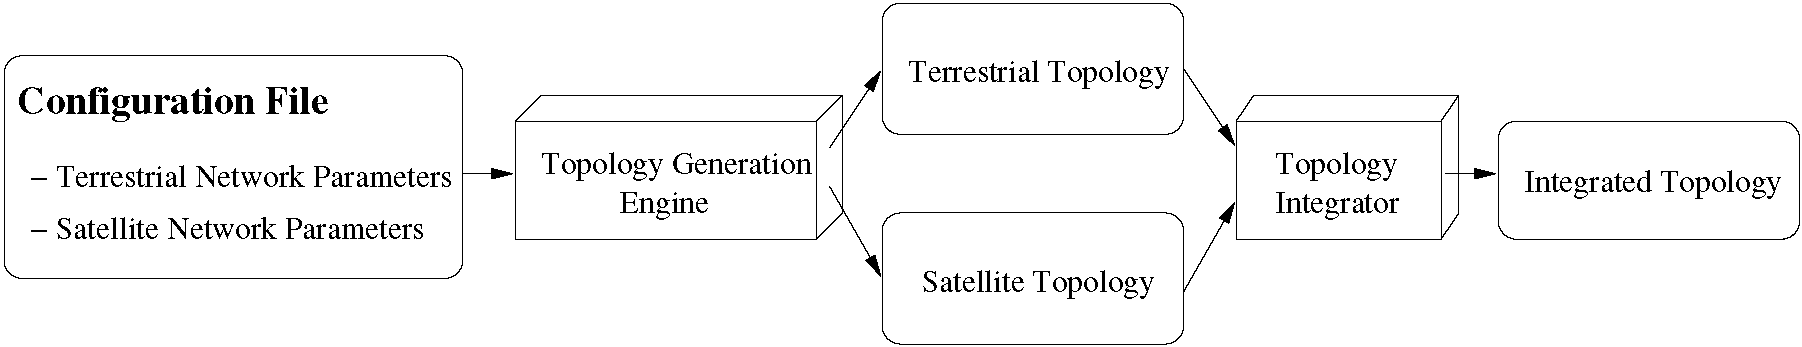 Configuration File
– Terrestrial Network Parameters
– Satellite Network Parameters
Topology Generation
Engine
Terrestrial Topology
Satellite Topology
Topology
Integrator
Integrated Topology